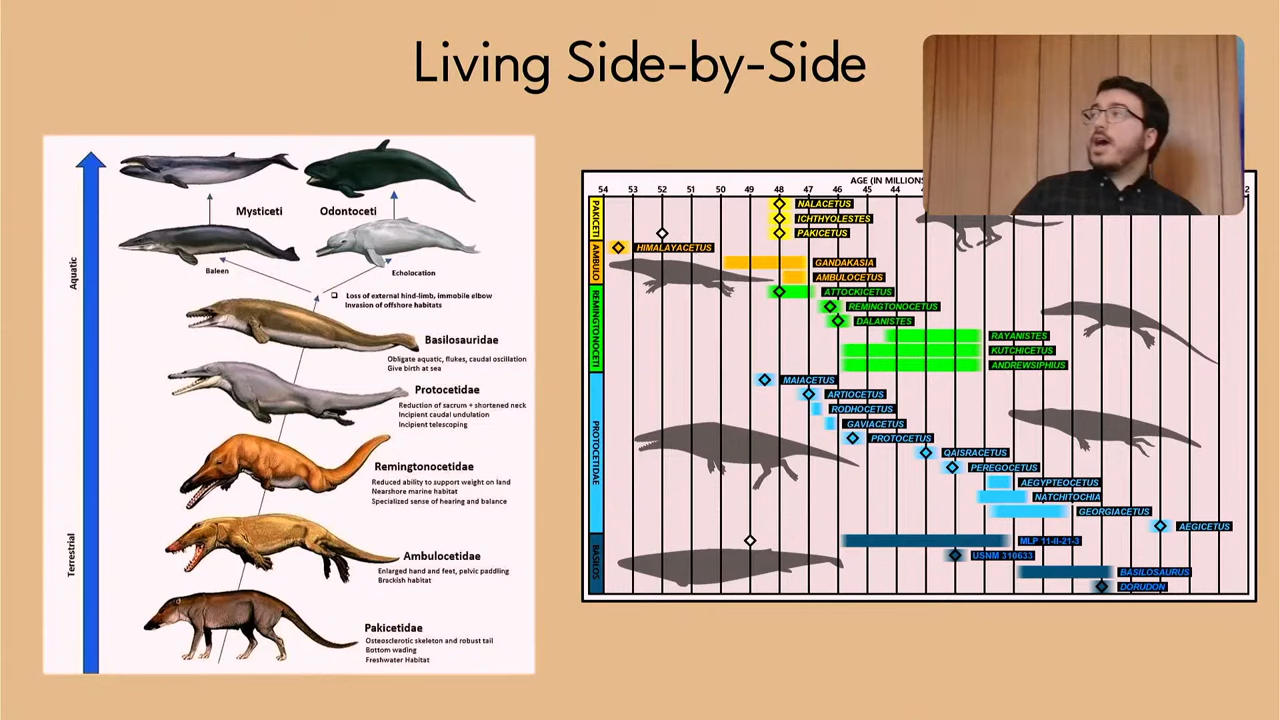 Living Side-by-Side
Aquatic
Terrestrial
Mysticeti
Odontoceti
Baleen
Echolocation
Loss of external hind-limb, immobile elbow
Invasion of offshore habitats
Basilosauridae
Obligate aquatic, flukes, caudal oscillation
Give birth at sea
Protocetidae
Reduction of sacrum + shortened neck
Incipient caudal undulation
Incipient telescoping
Remingtonocetidae
Reduced ability to support weight on land
Nearshore marine habitat
Specialized sense of hearing and balance
Ambulocetidae
Enlarged hand and feet, pelvic paddling
Brackish habitat
Pakicetidae
Osteosclerotic skeleton and robust tail
Bottom wading
Freshwater Habitat
AGE (IN MILLIONS
54 53 52 51 50 49 48 47 46 45 44
PAKICETI
NALACETUS
ICHTHYOLESTES
PAKICETUS
AMBULO
HIMALAYACETUS
GANDAKASIA
AMBULOCETUS
REMINGTONOCETI
ATTOCKICETUS
REMINGTONOCETUS
DALANISTES
RAYANISTES
KUTCHICETUS
ANDREWSIPHIUS
PROTOCETIDAE
MAIACETUS
ARTIOCETUS
RODHOCETUS
GAVIACETUS
PROTOCETUS
QAISRACETUS
PEREGOCETUS
AEGYPTOCETUS
NATCHITOCHIA
GEORGIACETUS
AEGICETUS
BASILOS
MLP 11-II-21-3
USNM 310633
BASILOSAURUS
DORUDON